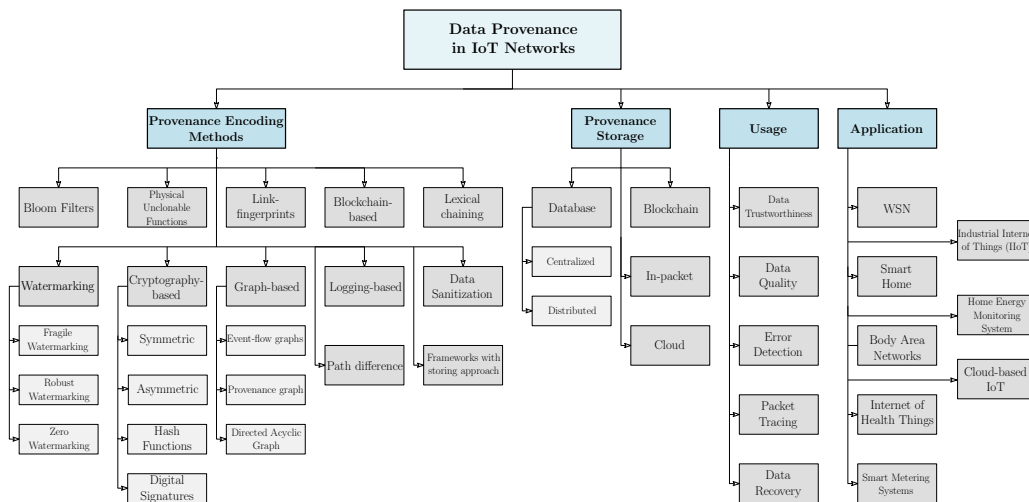 Data Provenance
in IoT Networks
Provenance Encoding
Methods
Provenance
Storage
Usage
Application
Bloom Filters
Physical
Unclonable
Functions
Link-
fingerprints
Blockchain-
based
Lexical
chaining
Database
Blockchain
Data
Trustworthiness
WSN
Industrial Interne
of Things (IIoT)
Watermarking
Cryptography-
based
Graph-based
Logging-based
Data
Sanitization
Centralized
In-packet
Data
Quality
Smart
Home
Distributed
Home Energy
Monitoring
System
Fragile
Watermarking
Symmetric
Event-flow graphs
Path difference
Frameworks with
storing approach
Cloud
Error
Detection
Body Area
Networks
Cloud-based
IoT
Robust
Watermarking
Asymmetric
Provenance graph
Packet
Tracing
Internet of
Health Things
Zero
Watermarking
Hash
Functions
Directed Acyclic
Graph
Digital
Signatures
Data
Recovery
Smart Metering
Systems